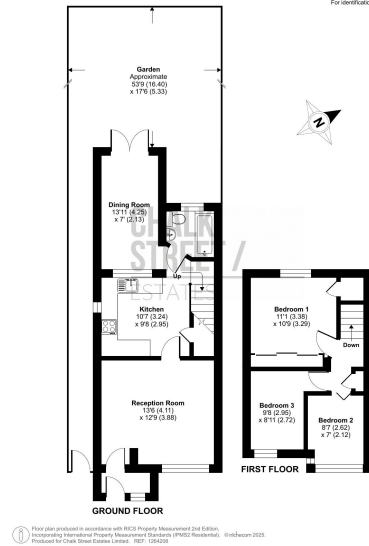 For identificatio
Garden
Approximate
53'9 (16.40)
x 17'6 (5.33)
N
Dining Room
13'11 (4.25)
x 7' (2.13)
CHALK
STREET /
ESTATES
Up
Kitchen
10'7 (3.24)
x 9'8 (2.95)
Reception Room
13'6 (4.11)
x 12'9 (3.88)
GROUND FLOOR
Bedroom 1
11'1 (3.38)
x 10'9 (3.29)
Down
Bedroom 3
9'8 (2.95)
x 8'11 (2.72)
Bedroom 2
8'7 (2.62)
x 7' (2.12)
FIRST FLOOR
Floor plan produced in accordance with RICS Property Measurement 2nd Edition,
Incorporating International Property Measurement Standards (IPMS2 Residential). ©nichecom 2025.
Produced for Chalk Street Estates Limited. REF: 1264208